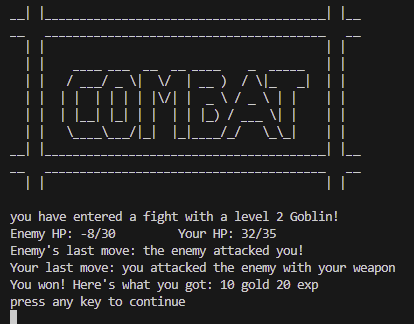 COMBAT
you have entered a fight with a level 2 Goblin!
Enemy HP: -8/30 Your HP: 32/35
Enemy's last move: the enemy attacked you!
Your last move: you attacked the enemy with your weapon
You won! Here's what you got: 10 gold 20 exp
press any key to continue